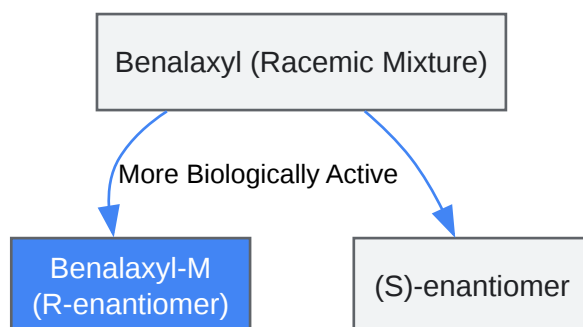 Benalaxyl (Racemic Mixture)
More Biologically Active
Benalaxyl-M
(R-enantiomer)
(S)-enantiomer